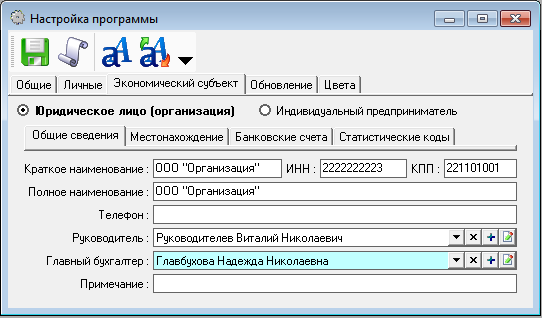 Настройка программы
Общие Личные Экономический субъект Обновление Цвета
Юридическое лицо (организация) Индивидуальный предприниматель
Общие сведения Местонахождение Банковские счета Статистические коды
Краткое наименование : ООО "Организация" ИНН : 2222222223 КПП : 221101001
Полное наименование : ООО "Организация"
Телефон :
Руководитель : Руководителев Виталий Николаевич
Главный бухгалтер : Главбухова Надежда Николаевна
Примечание :